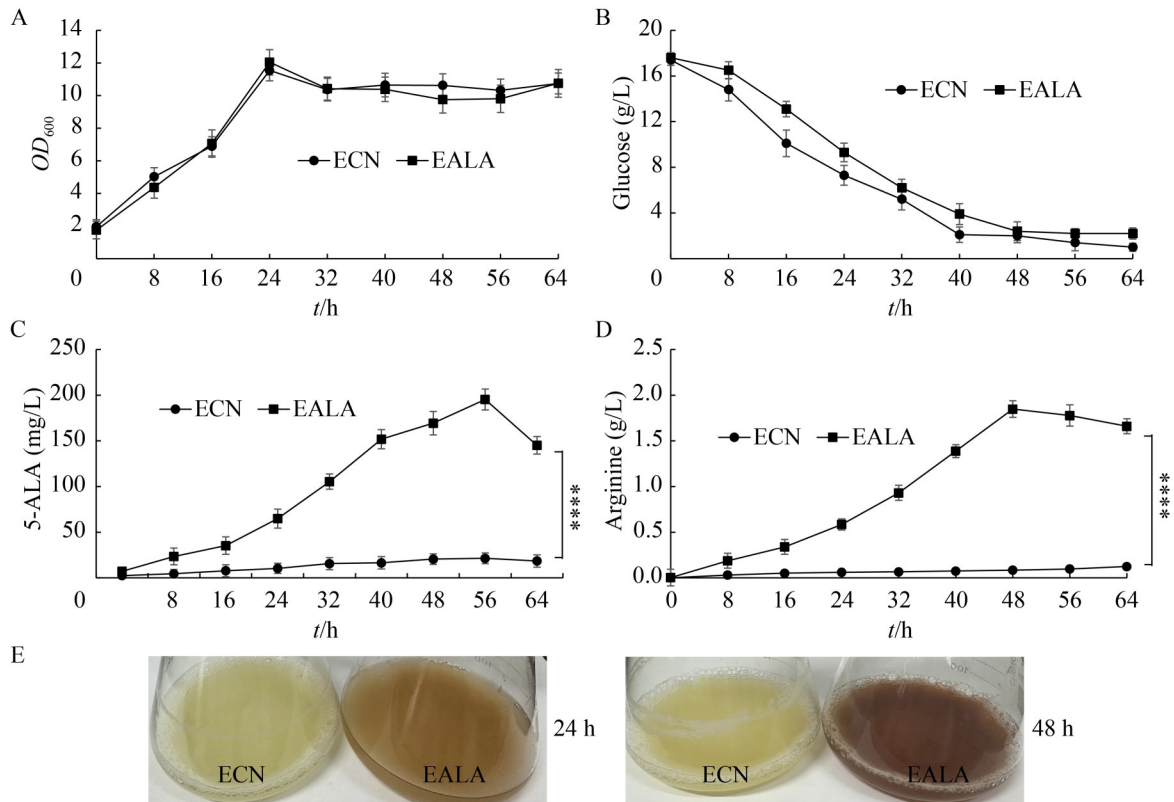 A
14
12
10
8
6
4
2
OD600
ECN EALA
8 16 24 32 40 48 56 64
t/h
B
20
16
12
8
4
Glucose (g/L)
ECN EALA
8 16 24 32 40 48 56 64
t/h
C
250
200
150
100
50
5-ALA (mg/L)
ECN EALA
****
8 16 24 32 40 48 56 64
t/h
D
2.5
2.0
1.5
1.0
0.5
0.0
Arginine (g/L)
ECN EALA
****
0 8 16 24 32 40 48 56 64
t/h
E
ECN EALA 24 h
ECN EALA 48 h